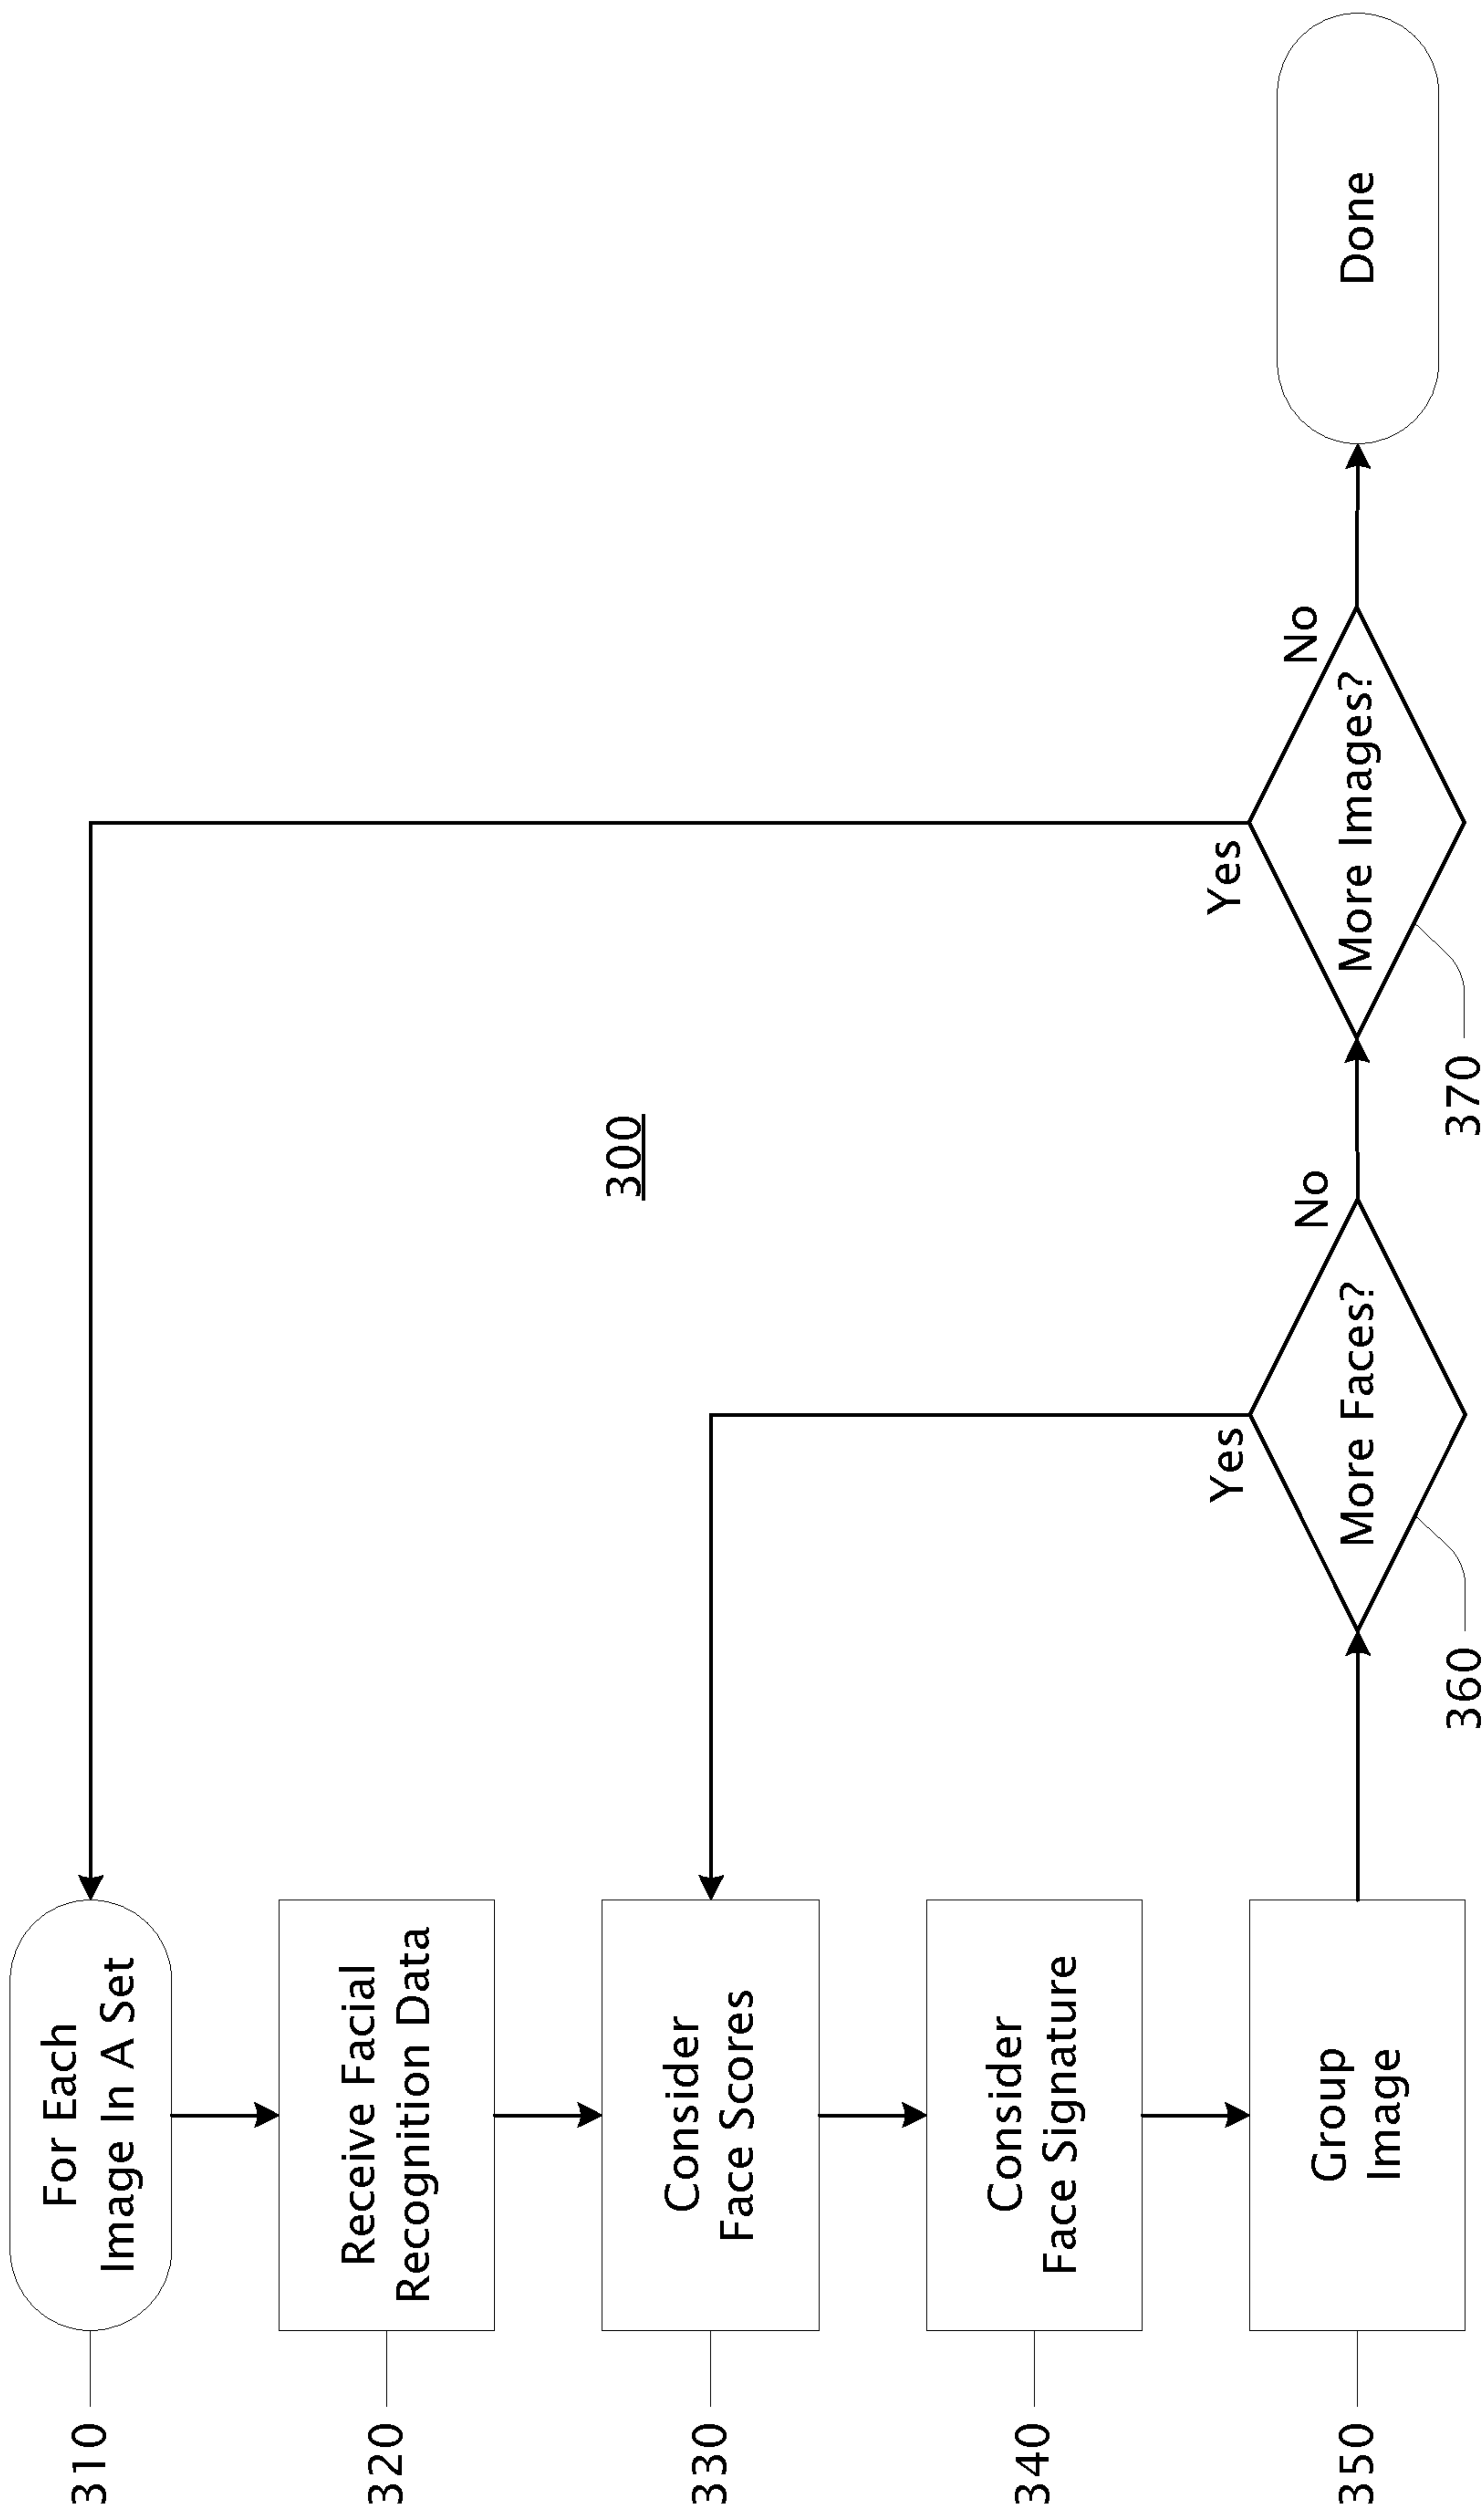 310
For Each
Image In A Set
320
Receive Facial
Recognition Data
330
Consider
Face Scores
340
Consider
Face Signature
350
Group
Image
300
360
More Faces?
Yes
No
370
More Images?
Yes
No
Done